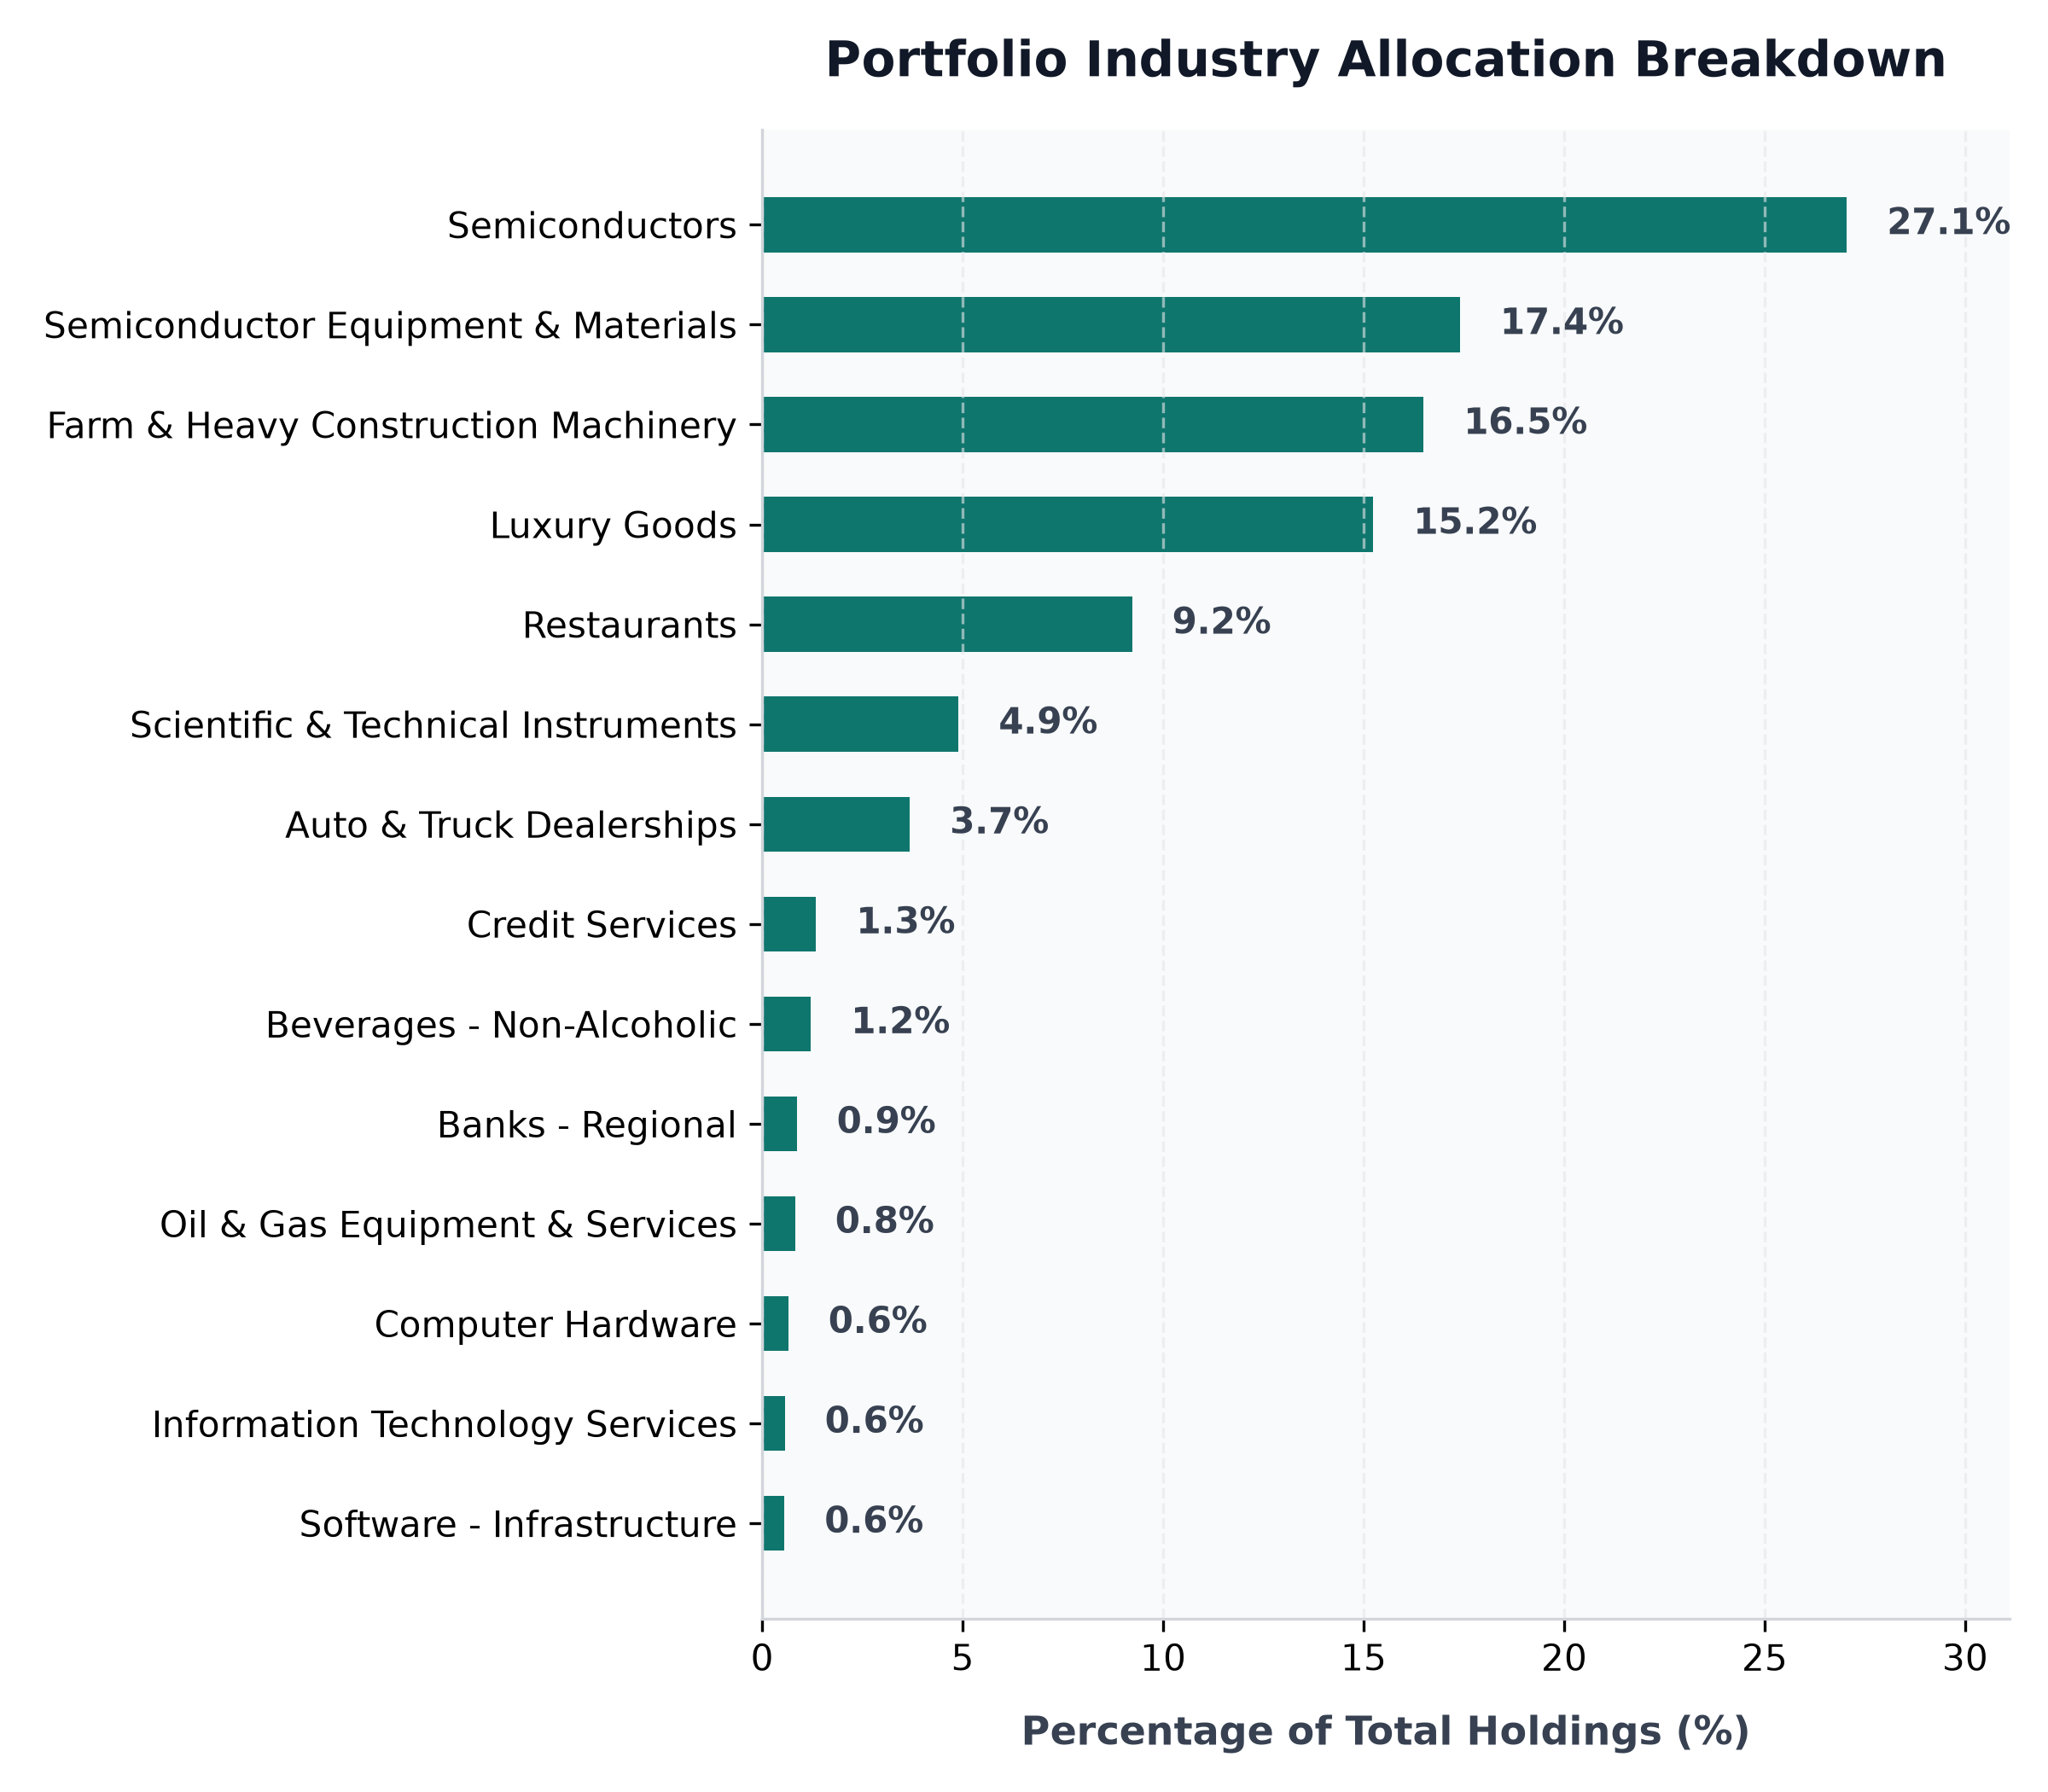 Portfolio Industry Allocation Breakdown
Semiconductors 27.1%
Semiconductor Equipment & Materials 17.4%
Farm & Heavy Construction Machinery 16.5%
Luxury Goods 15.2%
Restaurants 9.2%
Scientific & Technical Instruments 4.9%
Auto & Truck Dealerships 3.7%
Credit Services 1.3%
Beverages - Non-Alcoholic 1.2%
Banks - Regional 0.9%
Oil & Gas Equipment & Services 0.8%
Computer Hardware 0.6%
Information Technology Services 0.6%
Software - Infrastructure 0.6%
0 5 10 15 20 25 30
Percentage of Total Holdings (%)